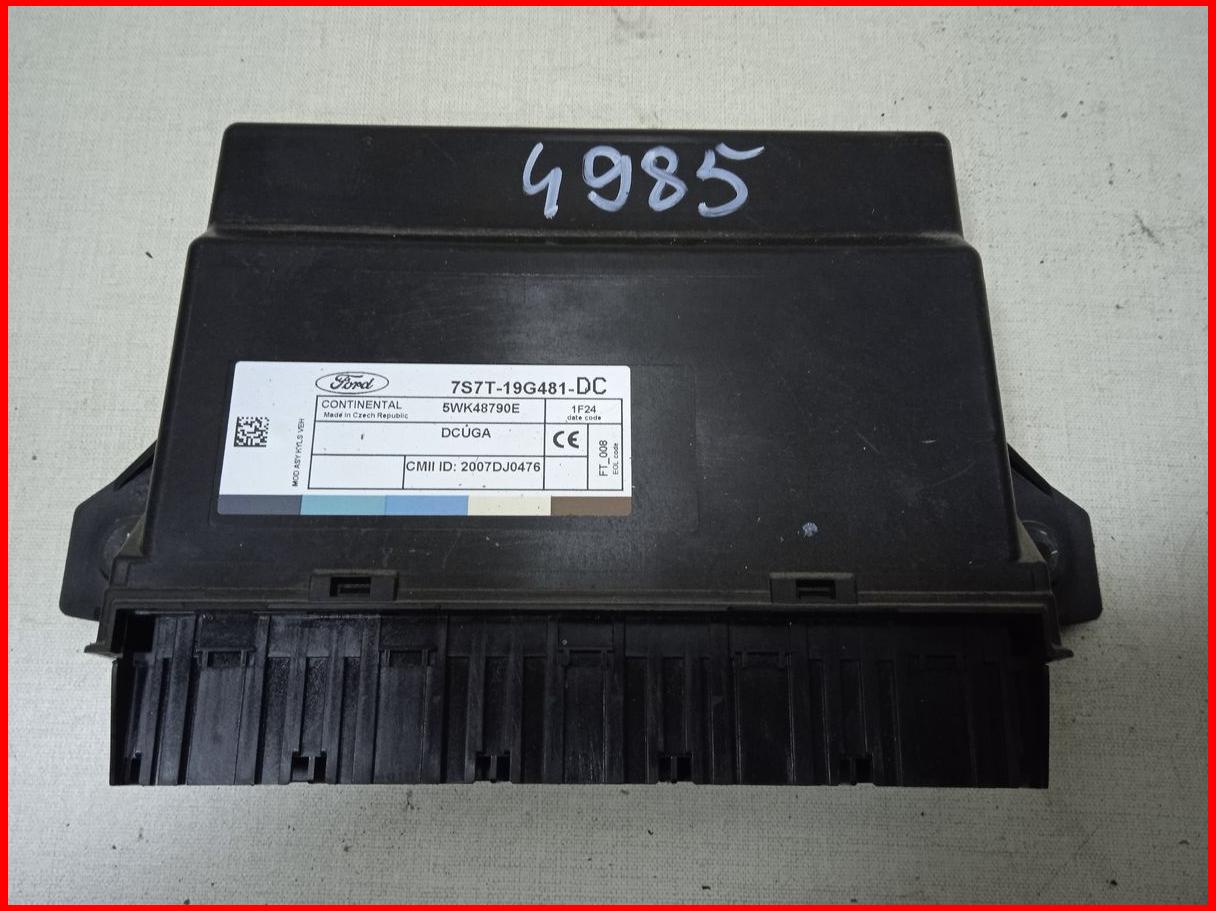 4985
Ford
7S7T-19G481-DC
CONTINENTAL 5WK48790E 1F24
Made in Czech Republic date code
DCUGA CE
CMII ID: 2007DJ0476
MOD ASY KYLS VEH
FT_008
EOL code